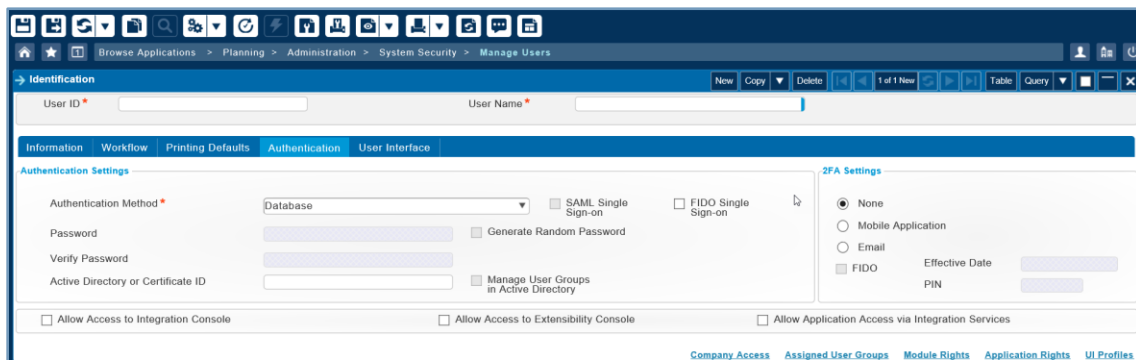 Browse Applications > Planning > Administration > System Security > Manage Users
Identification New Copy Delete 1 of 1 New Table Query
User ID * User Name *
Information Workflow Printing Defaults Authentication User Interface
Authentication Settings 2FA Settings
Authentication Method * Database SAML Single Sign-on FIDO Single Sign-on None
Mobile Application
Password Generate Random Password
Email
Verify Password
FIDO Effective Date
Active Directory or Certificate ID Manage User Groups in Active Directory PIN
Allow Access to Integration Console Allow Access to Extensibility Console Allow Application Access via Integration Services
Company Access Assigned User Groups Module Rights Application Rights UI Profiles